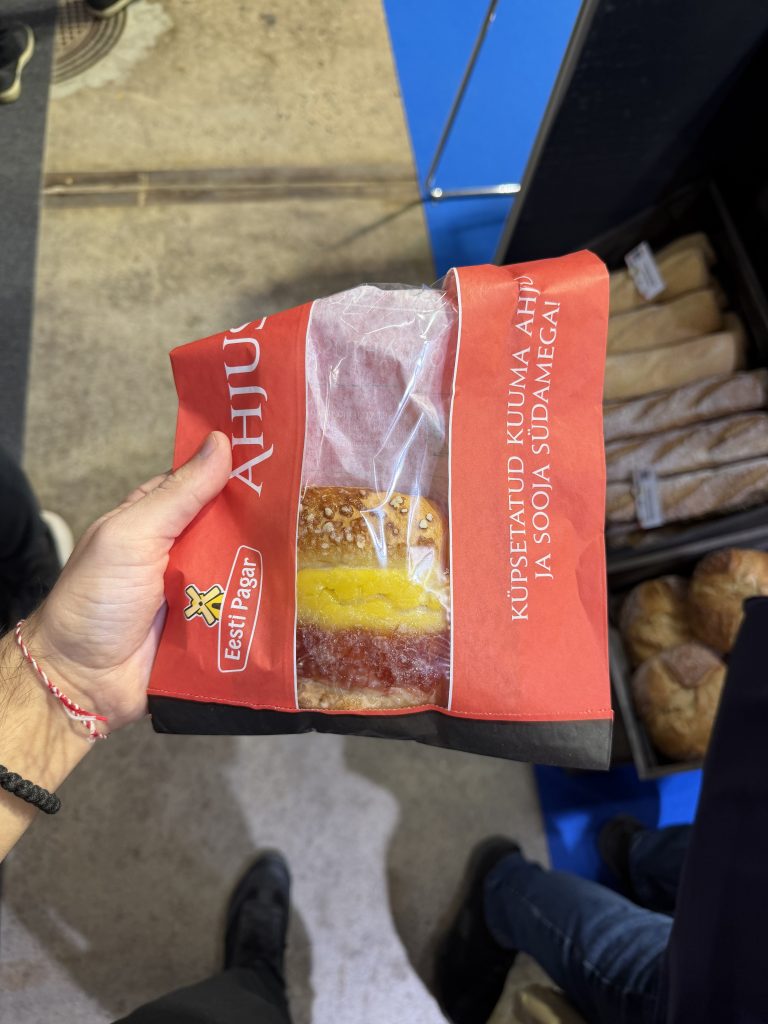 AHJUS
Eesti Pagar
KÜPSETATUD KUUMA AHJU
JA SOOJA SÜDAMEGA!